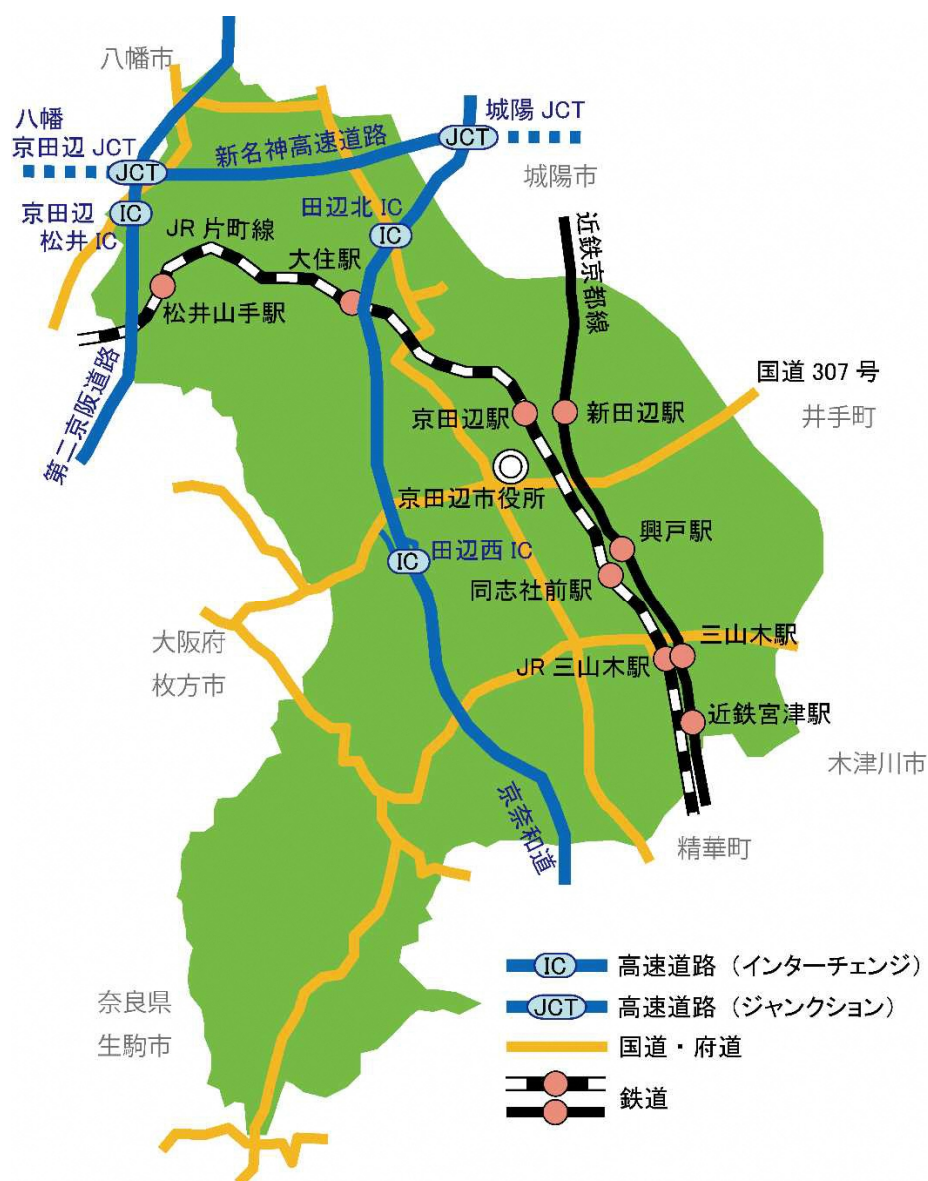 八幡市
八幡
京田辺 JCT
JCT
新名神高速道路
城陽 JCT
JCT
城陽市
京田辺
松井 IC
IC
田辺北 IC
IC
JR 片町線
大住駅
松井山手駅
近鉄京都線
第二京阪道路
国道 307 号
井手町
京田辺駅
新田辺駅
京田辺市役所
興戸駅
田辺西 IC
IC
同志社前駅
大阪府
枚方市
三山木駅
JR 三山木駅
近鉄宮津駅
木津川市
京奈和道
精華町
奈良県
生駒市
IC 高速道路（インターチェンジ）
JCT 高速道路（ジャンクション）
国道・府道
鉄道